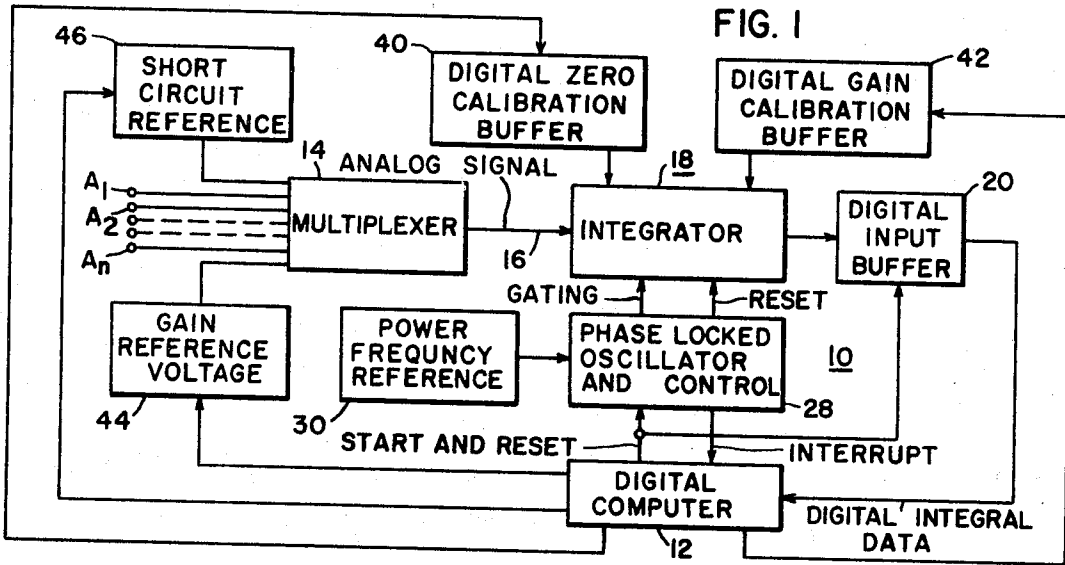 FIG. 1
46
SHORT
CIRCUIT
REFERENCE
40
DIGITAL ZERO
CALIBRATION
BUFFER
DIGITAL GAIN
CALIBRATION
BUFFER
42
14
ANALOG SIGNAL
18
20
A1
A2
An
MULTIPLEXER
16
INTEGRATOR
DIGITAL
INPUT
BUFFER
GATING
RESET
GAIN
REFERENCE
VOLTAGE
44
POWER
FREQUNCY
REFERENCE
30
PHASE LOCKED
OSCILLATOR
AND CONTROL
10
28
START AND RESET
INTERRUPT
DIGITAL
COMPUTER
12
DIGITAL INTEGRAL
DATA